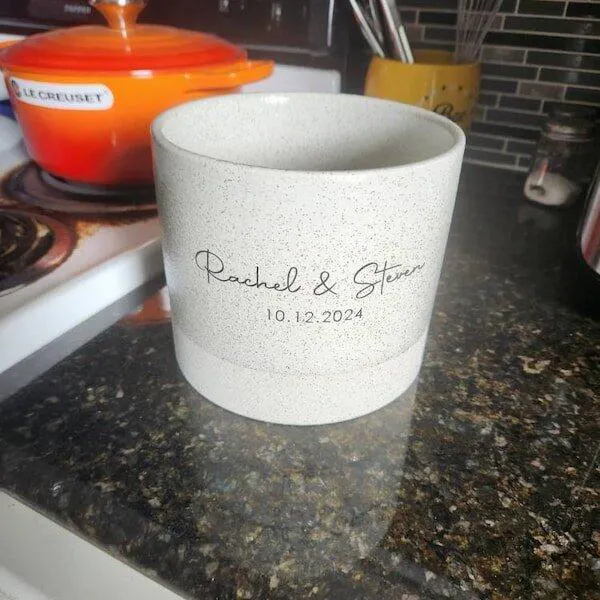 LE CREUSET
Rachel & Steven
10.12.2024